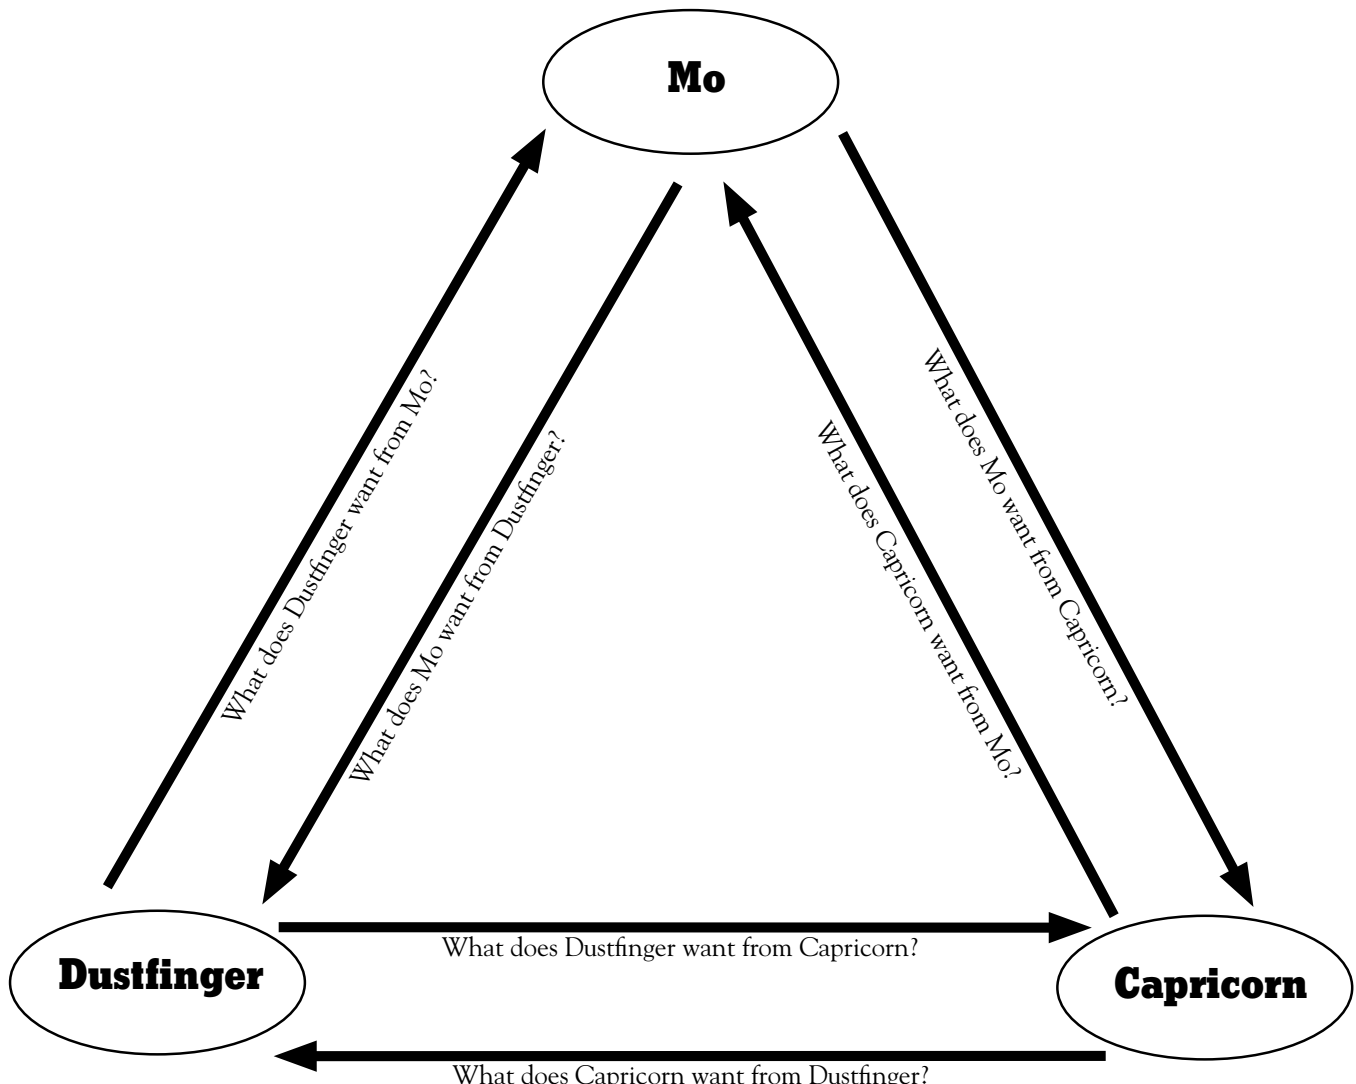 Mo
What does Dustfinger want from Mo?
What does Mo want from Dustfinger?
What does Capricorn want from Mo?
What does Mo want from Capricorn?
Dustfinger
What does Dustfinger want from Capricorn?
Capricorn
What does Capricorn want from Dustfinger?